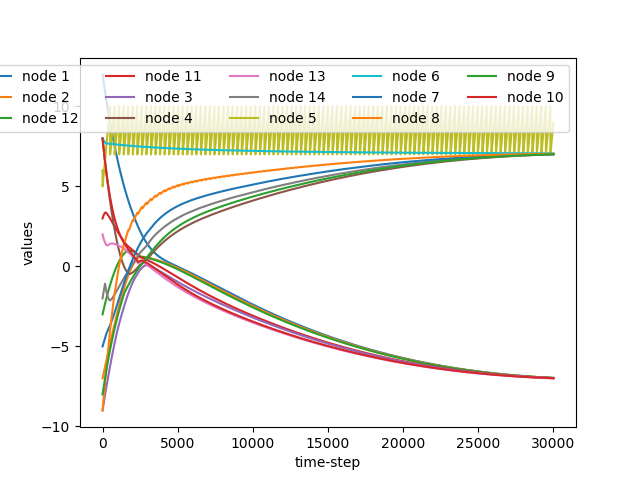 node 1 node 11 node 13 node 6 node 9
node 2 node 3 node 14 node 7 node 10
node 12 node 4 node 5 node 8
10
5
0
−5
−10
values
0 5000 10000 15000 20000 25000 30000
time-step